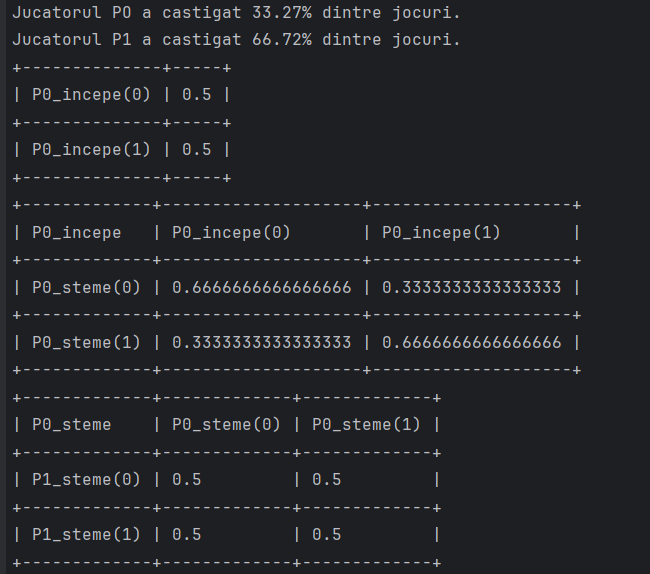 Jucatorul P0 a castigat 33.27% dintre jocuri.
Jucatorul P1 a castigat 66.72% dintre jocuri.
+--------------+-----+
| P0_incepe(0) | 0.5 |
+--------------+-----+
| P0_incepe(1) | 0.5 |
+--------------+-----+
+-------------+--------------------+--------------------+
| P0_incepe   | P0_incepe(0)       | P0_incepe(1)       |
+-------------+--------------------+--------------------+
| P0_steme(0) | 0.6666666666666666 | 0.3333333333333333 |
+-------------+--------------------+--------------------+
| P0_steme(1) | 0.3333333333333333 | 0.6666666666666666 |
+-------------+--------------------+--------------------+
+-------------+-------------+-------------+
| P0_steme    | P0_steme(0) | P0_steme(1) |
+-------------+-------------+-------------+
| P1_steme(0) | 0.5         | 0.5         |
+-------------+-------------+-------------+
| P1_steme(1) | 0.5         | 0.5         |
+-------------+-------------+-------------+